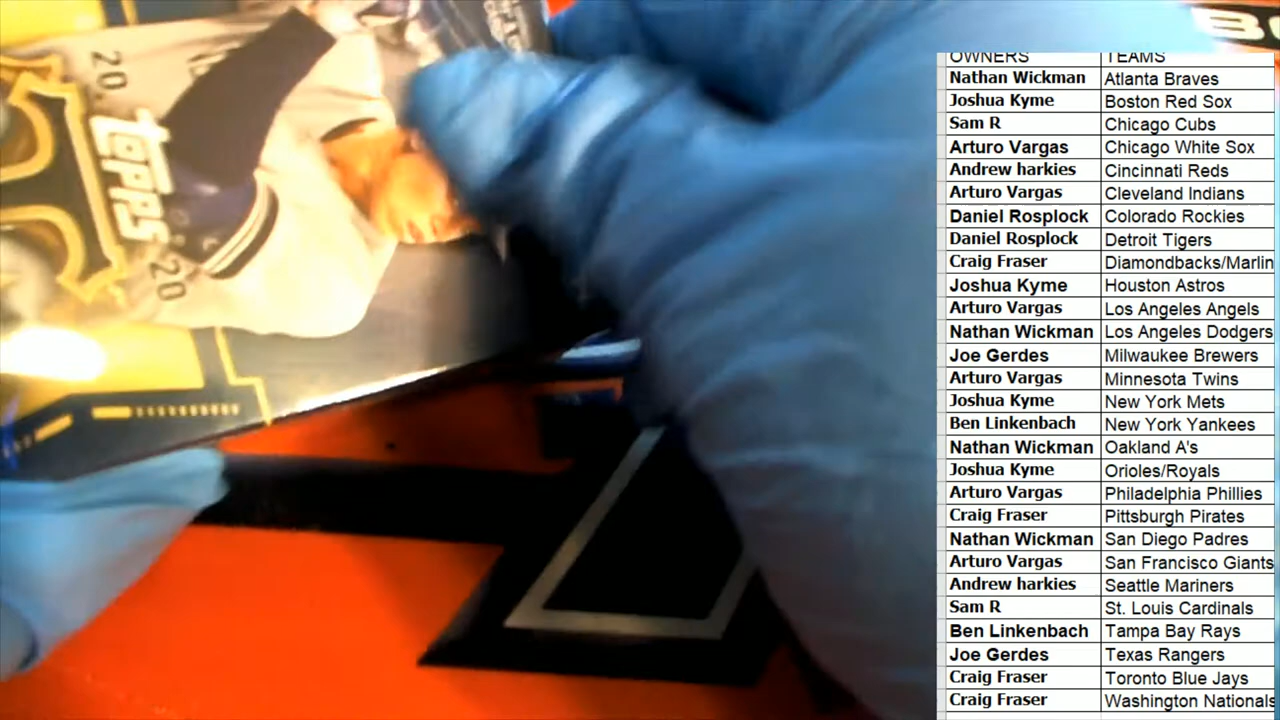 20
topps
20
B
OWNERS TEAMS
Nathan Wickman Atlanta Braves
Joshua Kyme Boston Red Sox
Sam R Chicago Cubs
Arturo Vargas Chicago White Sox
Andrew harkies Cincinnati Reds
Arturo Vargas Cleveland Indians
Daniel Rosplock Colorado Rockies
Daniel Rosplock Detroit Tigers
Craig Fraser Diamondbacks/Marlin
Joshua Kyme Houston Astros
Arturo Vargas Los Angeles Angels
Nathan Wickman Los Angeles Dodgers
Joe Gerdes Milwaukee Brewers
Arturo Vargas Minnesota Twins
Joshua Kyme New York Mets
Ben Linkenbach New York Yankees
Nathan Wickman Oakland A's
Joshua Kyme Orioles/Royals
Arturo Vargas Philadelphia Phillies
Craig Fraser Pittsburgh Pirates
Nathan Wickman San Diego Padres
Arturo Vargas San Francisco Giants
Andrew harkies Seattle Mariners
Sam R St. Louis Cardinals
Ben Linkenbach Tampa Bay Rays
Joe Gerdes Texas Rangers
Craig Fraser Toronto Blue Jays
Craig Fraser Washington Nationals